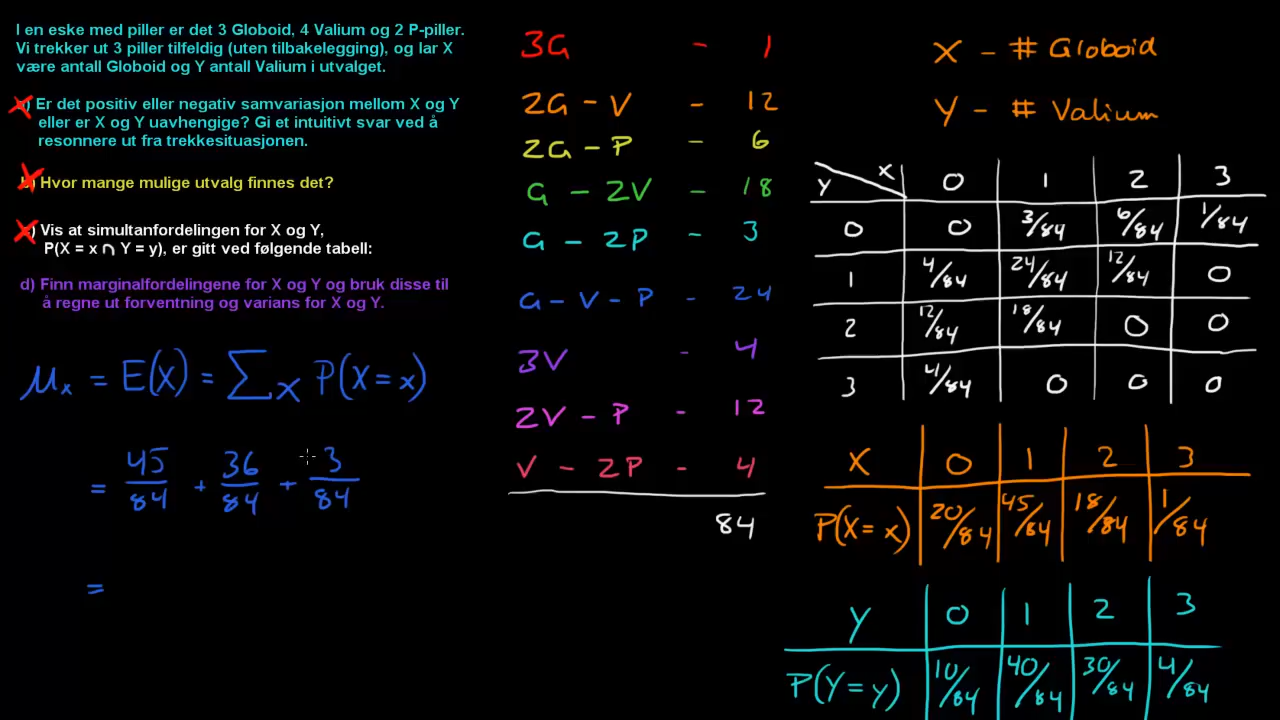 I en eske med piller er det 3 Globoid, 4 Valium og 2 P-piller.
Vi trekker ut 3 piller tilfeldig (uten tilbakelegging), og lar X
være antall Globoid og Y antall Valium i utvalget.
Er det positiv eller negativ samvariasjon mellom X og Y
eller er X og Y uavhengige? Gi et intuitivt svar ved å
resonnere ut fra trekkesituasjonen.
b) Hvor mange mulige utvalg finnes det?
Vis at simultanfordelingen for X og Y,
P(X = x ∩ Y = y), er gitt ved følgende tabell:
d) Finn marginalfordelingene for X og Y og bruk disse til
å regne ut forventning og varians for X og Y.
μx = E(X) = ∑ x P(X = x)
= 45/84 + 36/84 + 3/84
=
3G - 1
2G - V - 12
2G - P - 6
G - 2V - 18
G - 2P - 3
G - V - P - 24
3V - 4
2V - P - 12
V - 2P - 4
84
X - # Globoid
Y - # Valium
Y X 0 1 2 3
0 0 3/84 6/84 1/84
1 4/84 24/84 12/84 0
2 12/84 18/84 0 0
3 4/84 0 0 0
X 0 1 2 3
P(X = x) 20/84 45/84 18/84 1/84
Y 0 1 2 3
P(Y = y) 10/84 40/84 30/84 4/84